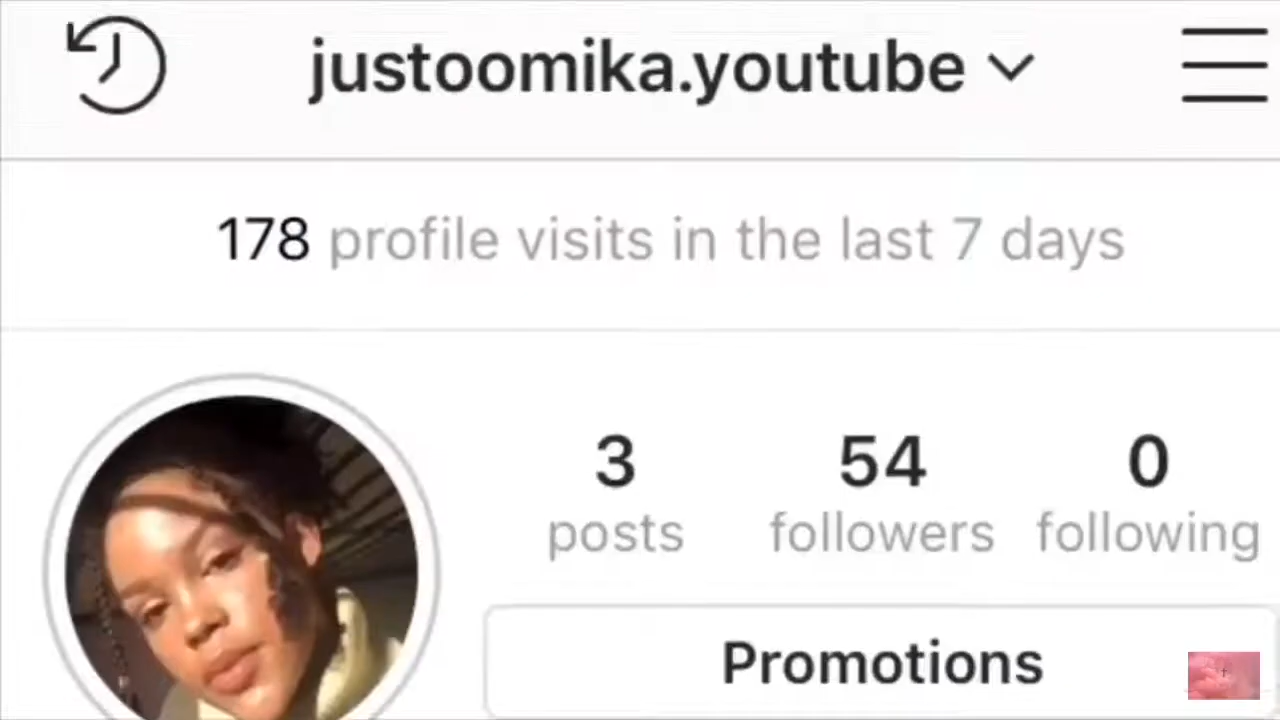 justoomika.youtube
178 profile visits in the last 7 days
3 54 0
posts followers following
Promotions